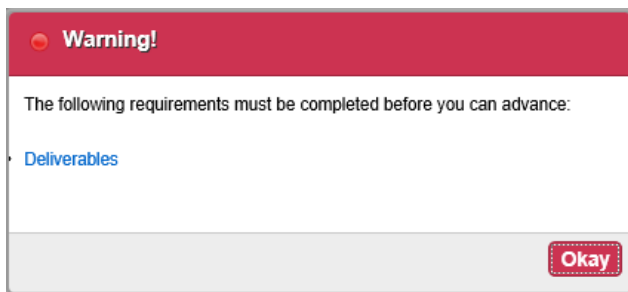 Warning!
The following requirements must be completed before you can advance:
• Deliverables
Okay